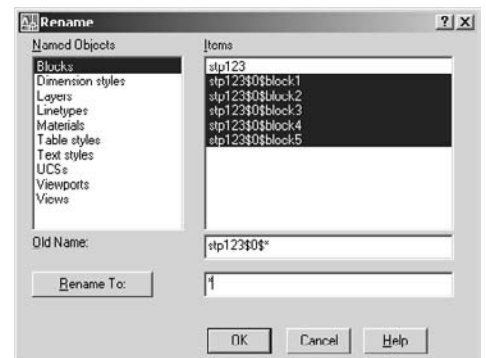 Rename
Named Objects
Items
Blocks
Dimension styles
Layers
Linetypes
Materials
Table styles
Text styles
UCSs
Viewports
Views
stp123
stp123$0$block1
stp123$0$block2
stp123$0$block3
stp123$0$block4
stp123$0$block5
Old Name:
stp123$0$*
Rename To:
*
OK
Cancel
Help